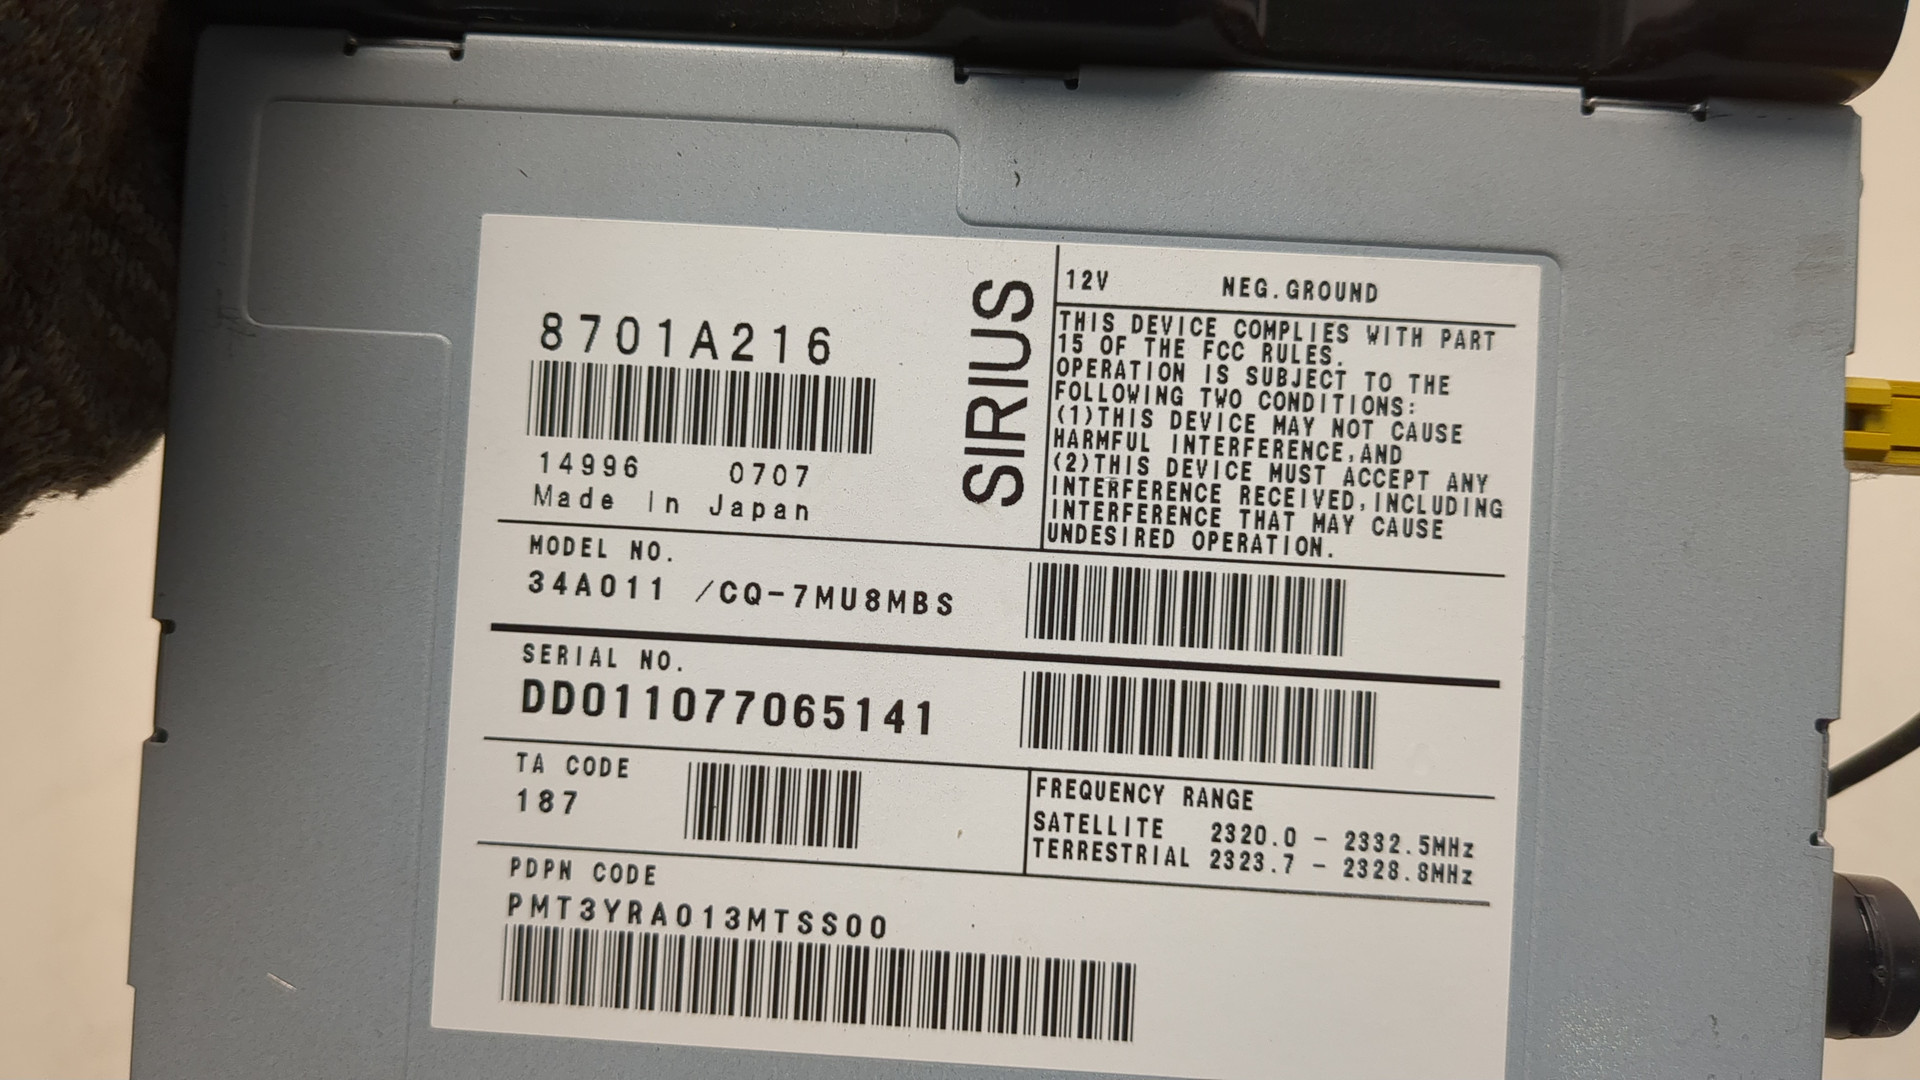 8701A216
14996 0707
Made In Japan
SIRIUS
12V NEG.GROUND
THIS DEVICE COMPLIES WITH PART
15 OF THE FCC RULES.
OPERATION IS SUBJECT TO THE
FOLLOWING TWO CONDITIONS:
(1)THIS DEVICE MAY NOT CAUSE
HARMFUL INTERFERENCE,AND
(2)THIS DEVICE MUST ACCEPT ANY
INTERFERENCE RECEIVED,INCLUDING
INTERFERENCE THAT MAY CAUSE
UNDESIRED OPERATION.
MODEL NO.
34A011 /CQ-7MU8MBS
SERIAL NO.
DD011077065141
TA CODE
187
FREQUENCY RANGE
SATELLITE 2320.0 - 2332.5MHz
TERRESTRIAL 2323.7 - 2328.8MHz
PDPN CODE
PMT3YRA013MTSS00